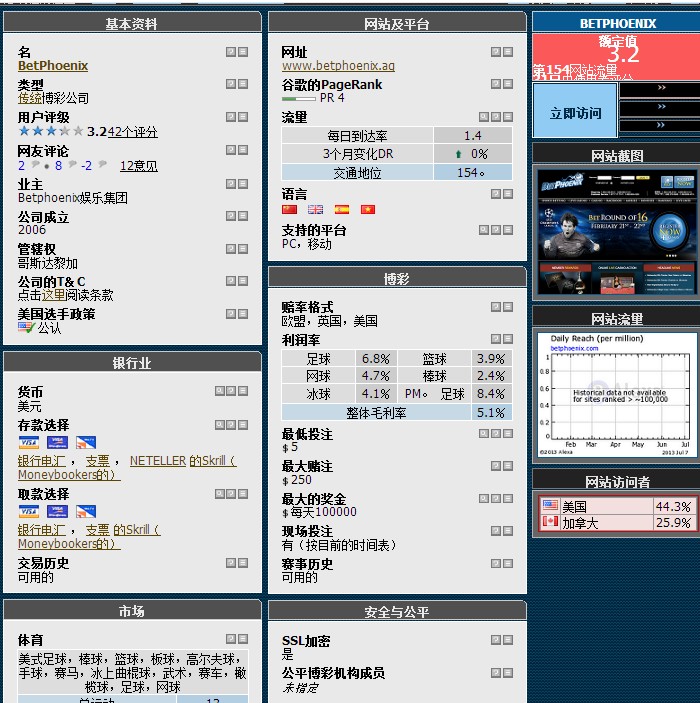 基本资料
名
BetPhoenix
类型
传统博彩公司
用户评级
3.242个评分
网友评论
2 8 -2 12意见
业主
Betphoenix娱乐集团
公司成立
2006
管辖权
哥斯达黎加
公司的T& C
点击这里阅读条款
美国选手政策
公认
银行业
货币
美元
存款选择
VISA VISA
银行电汇 ， 支票 ， NETELLER 的Skrill（
Moneybookers的）
取款选择
VISA VISA
银行电汇 ， 支票 的Skrill（
Moneybookers的）
交易历史
可用的
市场
体育
美式足球，棒球，篮球，板球，高尔夫球，
手球，赛马，冰上曲棍球，武术，赛车，橄
榄球，足球，网球
网站及平台
网址
www.betphoenix.ag
谷歌的PageRank
PR 4
流量
每日到达率 1.4
3个月变化DR 0%
交通地位 154。
语言
支持的平台
PC，移动
博彩
赔率格式
欧盟，英国，美国
利润率
足球 6.8% 篮球 3.9%
网球 4.7% 棒球 2.4%
冰球 4.1% PM。 足球 8.4%
整体毛利率 5.1%
最低投注
$5
最大赌注
$250
最大的奖金
$每天100000
现场投注
有（按目前的时间表）
赛事历史
可用的
安全与公平
SSL加密
是
公平博彩机构成员
未指定
BETPHOENIX
额定值
3.2
第154网站流量
立即访问
››
››
››
网站截图
BETPHOENIX
BET ROUND OF 16
FEBRUARY 21ST - 22ND
网站流量
Daily Reach (per million)
betphoenix.com
1
0.8
0.6
0.4
0.2
Historical data not available
for sites ranked > ~100,000
Feb Mar Apr May Jun Jul
©2013 Alexa 2013 Jul 7
网站访问者
美国 44.3%
加拿大 25.9%